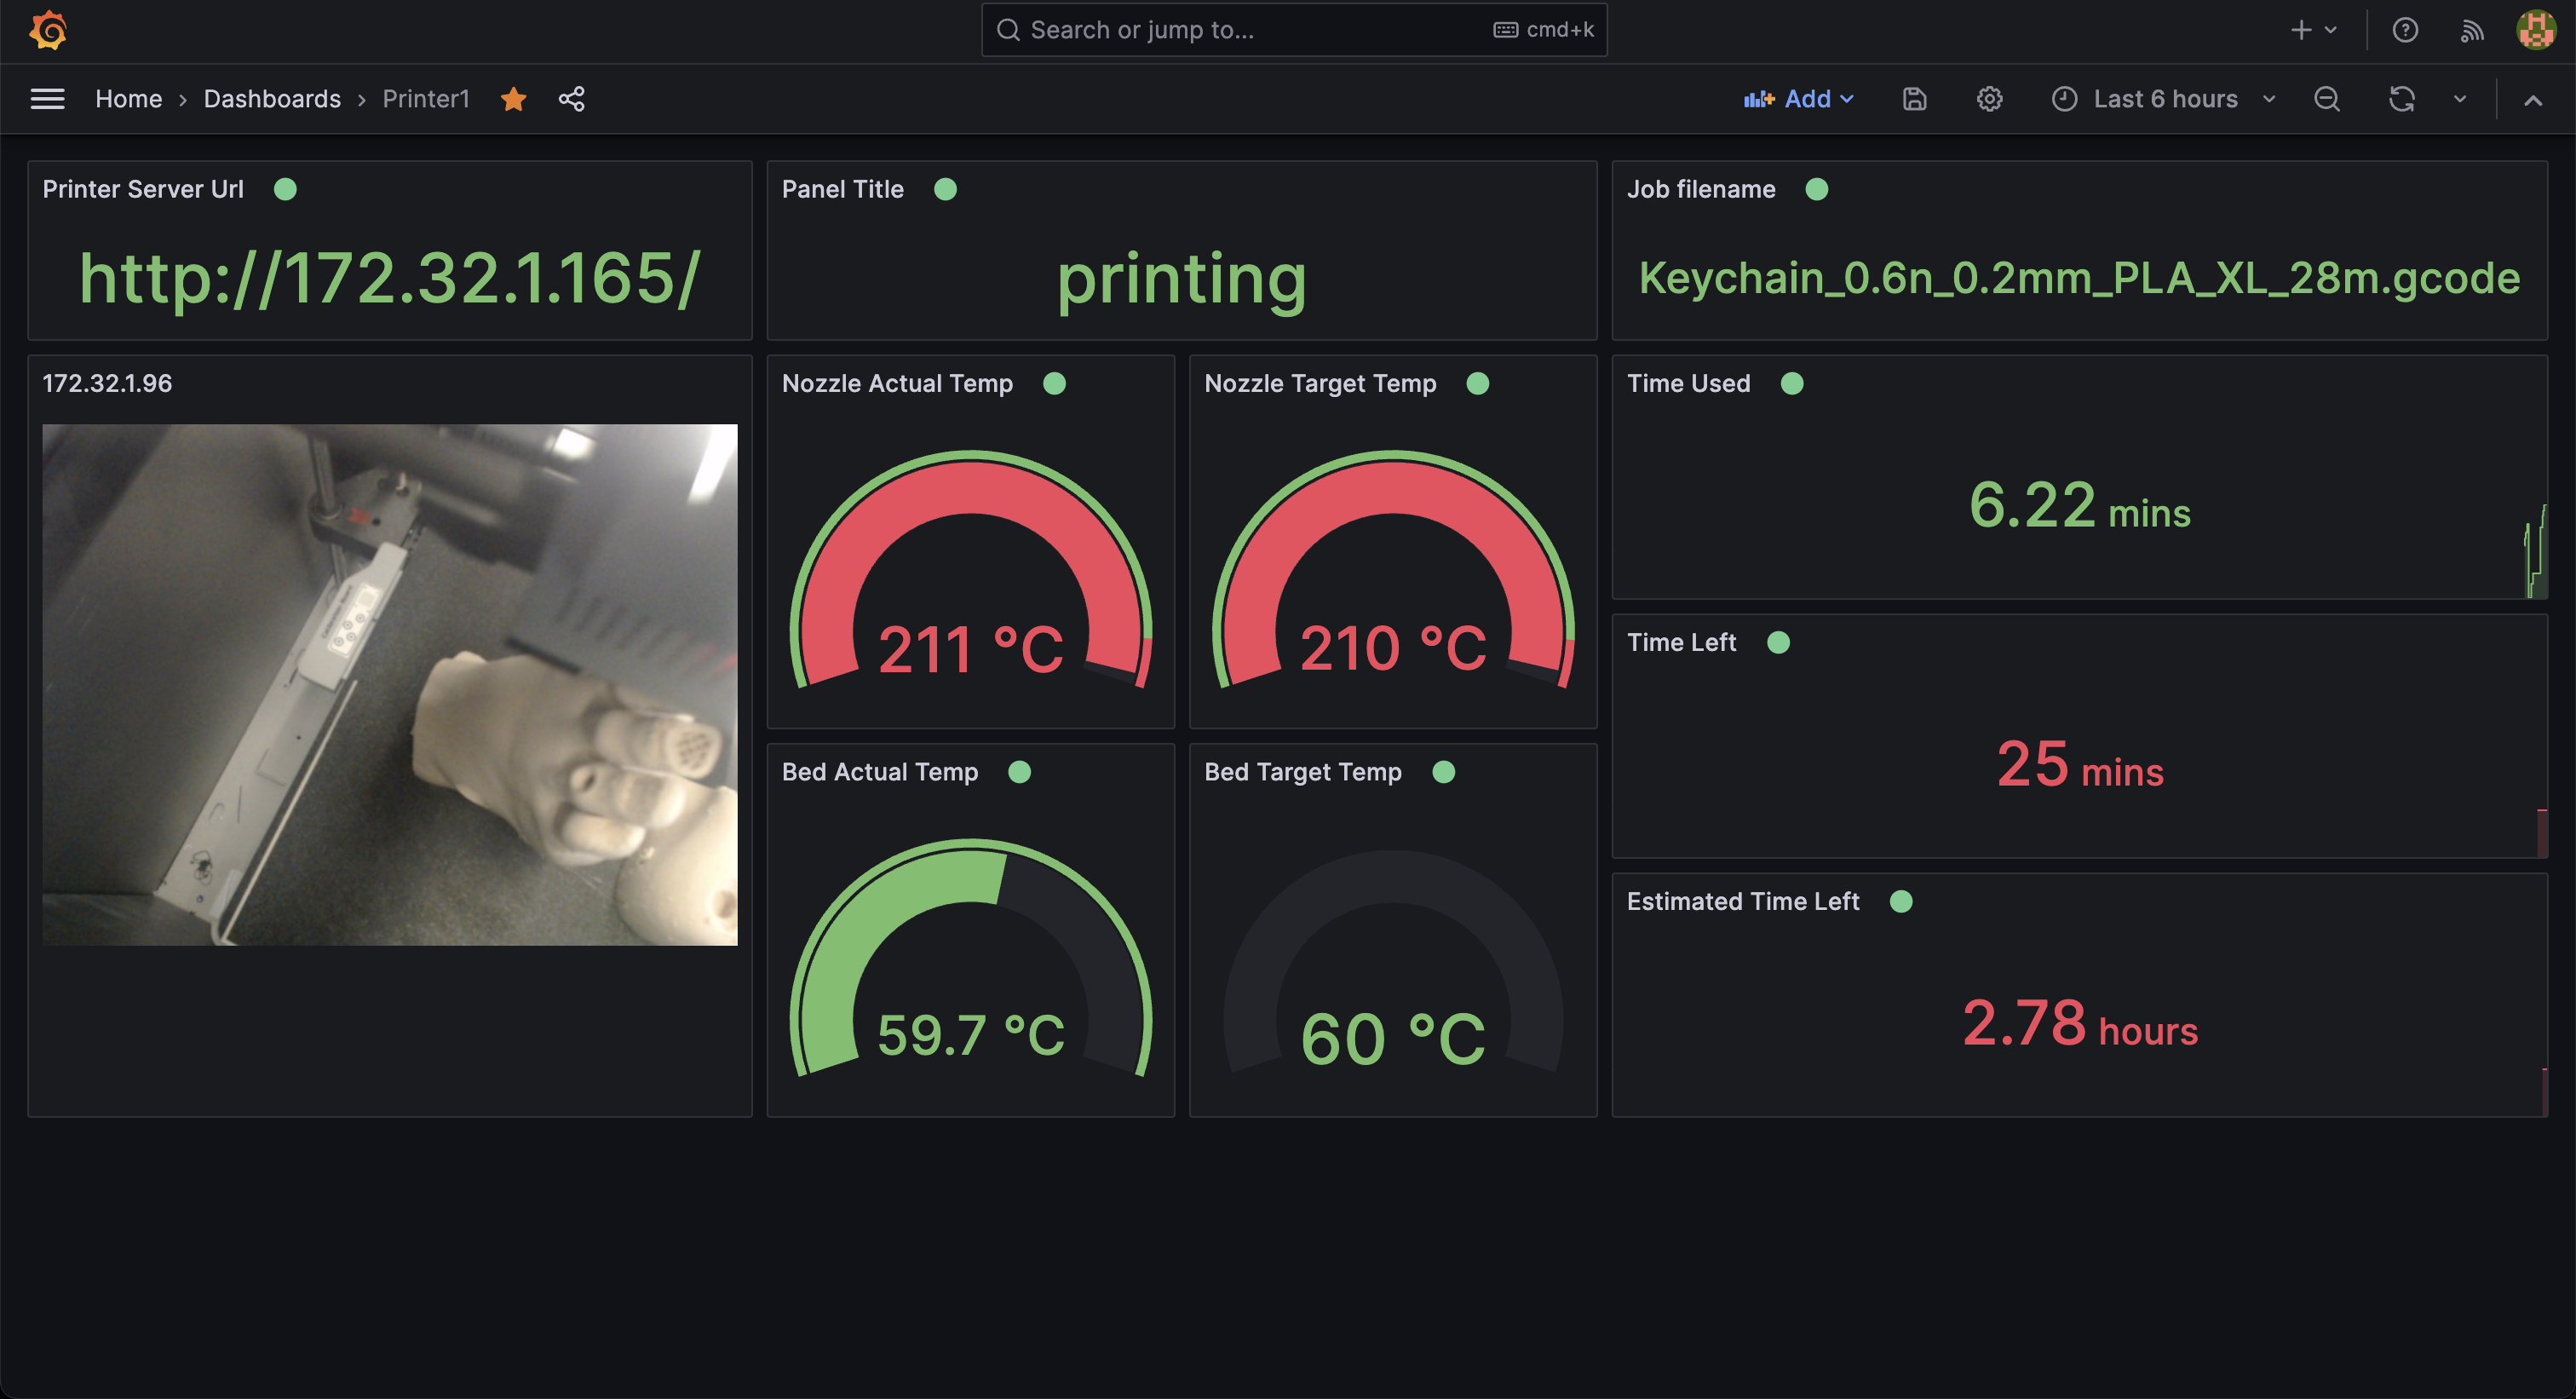 Search or jump to...
cmd+k
Home
Dashboards
Printer1
Add
Last 6 hours
Printer Server Url
http://172.32.1.165/
Panel Title
printing
Job filename
Keychain_0.6n_0.2mm_PLA_XL_28m.gcode
172.32.1.96
Nozzle Actual Temp
211 °C
Nozzle Target Temp
210 °C
Time Used
6.22 mins
Time Left
25 mins
Bed Actual Temp
59.7 °C
Bed Target Temp
60 °C
Estimated Time Left
2.78 hours